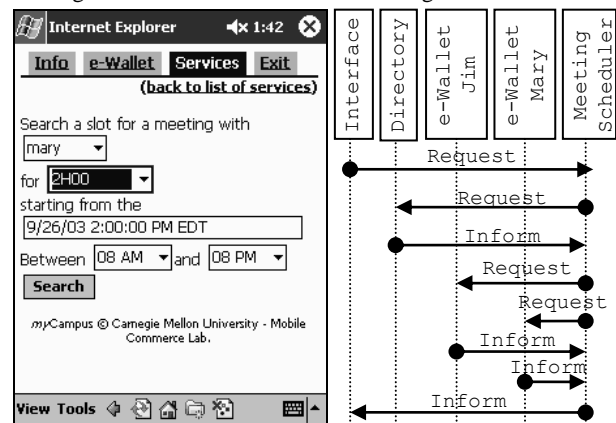 Internet Explorer 1:42
Info e-Wallet Services Exit
(back to list of services)
Search a slot for a meeting with
mary
for 2H00
starting from the
9/26/03 2:00:00 PM EDT
Between 08 AM and 08 PM
Search
myCampus © Carnegie Mellon University - Mobile
Commerce Lab.
View Tools
Interface
Directory
e-Wallet
Jim
e-Wallet
Mary
Meeting
Scheduler
Request
Request
Inform
Request
Request
Inform
Inform
Inform